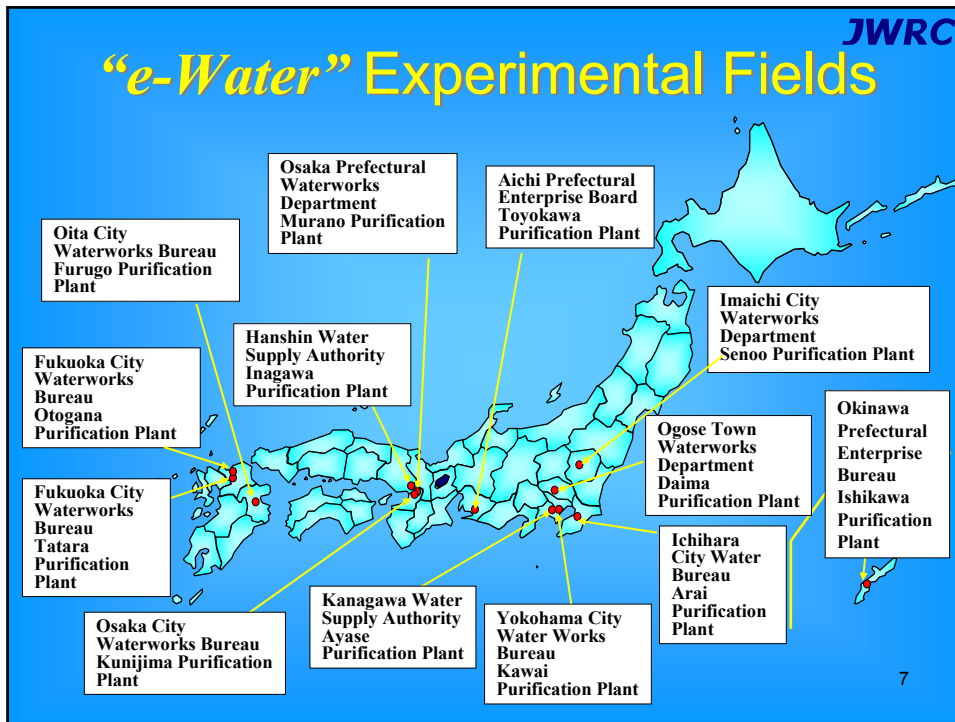 JWRC
“e-Water” Experimental Fields
Osaka Prefectural
Waterworks
Department
Murano Purification
Plant
Aichi Prefectural
Enterprise Board
Toyokawa
Purification Plant
Oita City
Waterworks Bureau
Furugo Purification
Plant
Imaichi City
Waterworks
Department
Senoo Purification Plant
Hanshin Water
Supply Authority
Inagawa
Purification Plant
Fukuoka City
Waterworks
Bureau
Otogana
Purification Plant
Okinawa
Prefectural
Enterprise
Bureau
Ishikawa
Purification
Plant
Ogose Town
Waterworks
Department
Daima
Purification Plant
Fukuoka City
Waterworks
Bureau
Tatara
Purification
Plant
Ichihara
City Water
Bureau
Arai
Purification
Plant
Kanagawa Water
Supply Authority
Ayase
Purification Plant
Yokohama City
Water Works
Bureau
Kawai
Purification Plant
Osaka City
Waterworks Bureau
Kunijima Purification
Plant
7